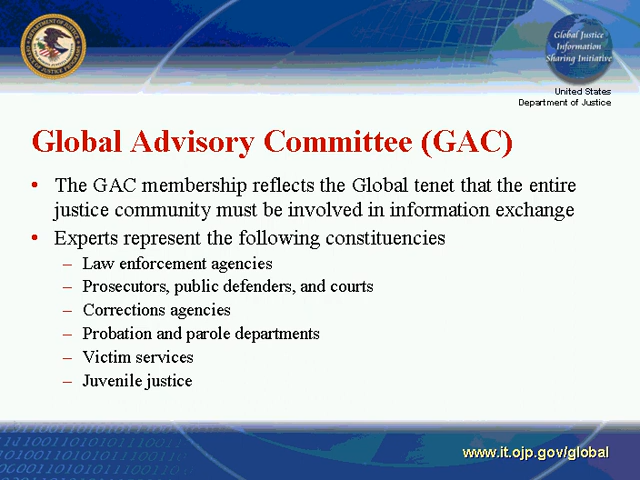 Global Justice
Information
Sharing Initiative
United States
Department of Justice
Global Advisory Committee (GAC)
• The GAC membership reflects the Global tenet that the entire
justice community must be involved in information exchange
• Experts represent the following constituencies
– Law enforcement agencies
– Prosecutors, public defenders, and courts
– Corrections agencies
– Probation and parole departments
– Victim services
– Juvenile justice
www.it.ojp.gov/global